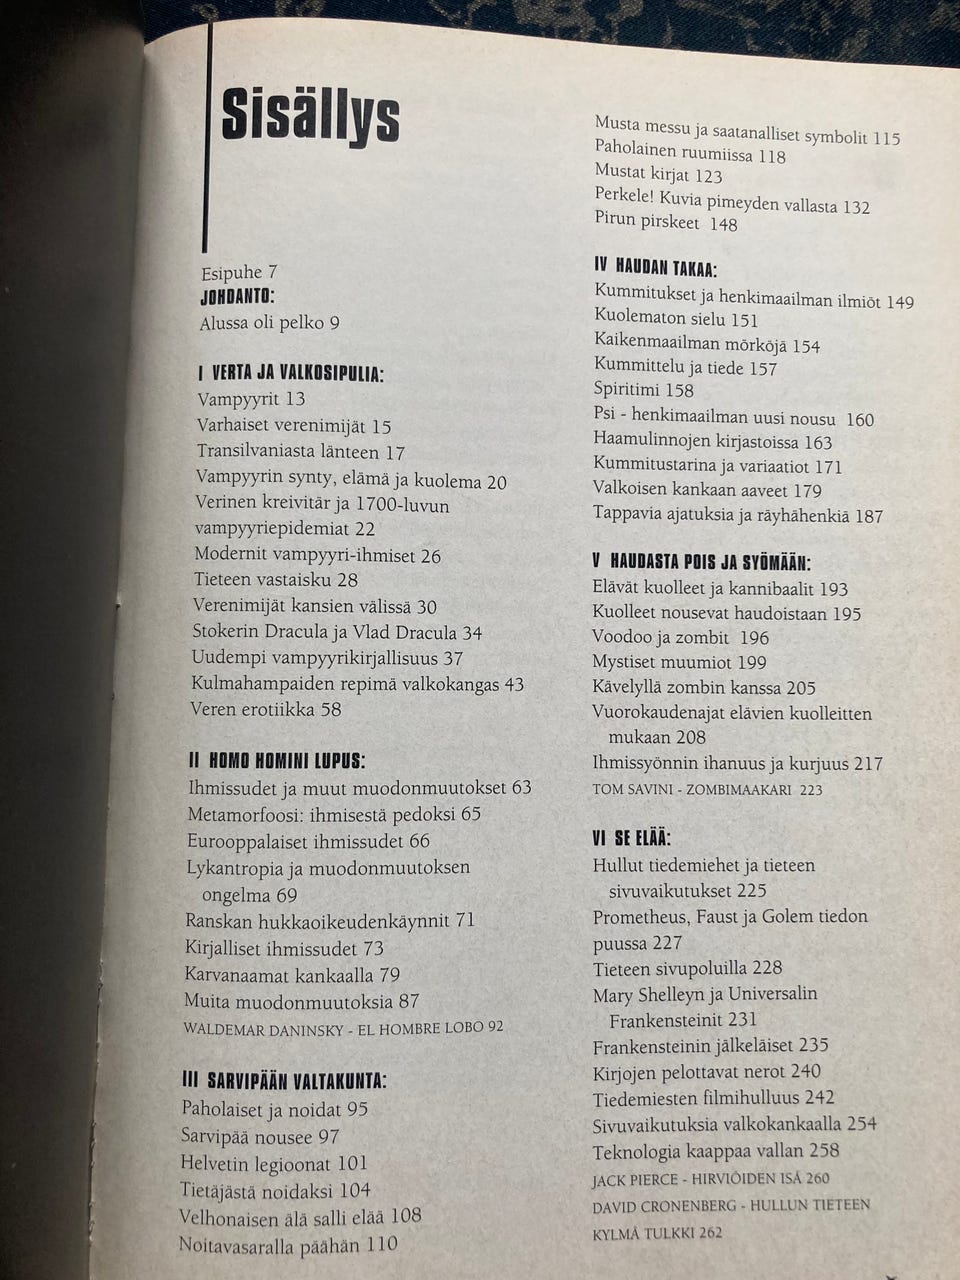 Sisällys
Esipuhe 7
JOHDANTO:
Alussa oli pelko 9
I VERTA JA VALKOSIPULIA:
Vampyyrit 13
Varhaiset verenimijät 15
Transilvaniasta länteen 17
Vampyyrin synty, elämä ja kuolema 20
Verinen kreivitär ja 1700-luvun
vampyyriepidemiat 22
Modernit vampyyri-ihmiset 26
Tieteen vastaisku 28
Verenimijät kansien välissä 30
Stokerin Dracula ja Vlad Dracula 34
Uudempi vampyyrikirjallisuus 37
Kulmahampaiden repimä valkokangas 43
Veren erotiikka 58
II HOMO HOMINI LUPUS:
Ihmissudet ja muut muodonmuutokset 63
Metamorfoosi: ihmisestä pedoksi 65
Eurooppalaiset ihmissudet 66
Lykantropia ja muodonmuutoksen
ongelma 69
Ranskan hukkaoikeudenkäynnit 71
Kirjalliset ihmissudet 73
Karvanaamat kankaalla 79
Muita muodonmuutoksia 87
WALDEMAR DANINSKY - EL HOMBRE LOBO 92
III SARVIPÄÄN VALTAKUNTA:
Paholaiset ja noidat 95
Sarvipää nousee 97
Helvetin legioonat 101
Tietäjästä noidaksi 104
Velhonaisen älä salli elää 108
Noitavasaralla päähän 110
Musta messu ja saatanalliset symbolit 115
Paholainen ruumiissa 118
Mustat kirjat 123
Perkele! Kuvia pimeyden vallasta 132
Pirun pirskeet 148
IV HAUDAN TAKAA:
Kummitukset ja henkimaailman ilmiöt 149
Kuolematon sielu 151
Kaikenmaailman mörköjä 154
Kummittelu ja tiede 157
Spiritimi 158
Psi - henkimaailman uusi nousu 160
Haamulinnojen kirjastoissa 163
Kummitustarina ja variaatiot 171
Valkoisen kankaan aaveet 179
Tappavia ajatuksia ja räyhähenkiä 187
V HAUDASTA POIS JA SYÖMÄÄN:
Elävät kuolleet ja kannibaalit 193
Kuolleet nousevat haudoistaan 195
Voodoo ja zombit 196
Mystiset muumiot 199
Kävelyllä zombin kanssa 205
Vuorokaudenajat elävien kuolleitten
mukaan 208
Ihmissyönnin ihanuus ja kurjuus 217
TOM SAVINI - ZOMBIMAAKARI 223
VI SE ELÄÄ:
Hullut tiedemiehet ja tieteen
sivuvaikutukset 225
Prometheus, Faust ja Golem tiedon
puussa 227
Tieteen sivupoluilla 228
Mary Shelleyn ja Universalin
Frankensteinit 231
Frankensteinin jälkeläiset 235
Kirjojen pelottavat nerot 240
Tiedemiesten filmihulluus 242
Sivuvaikutuksia valkokankaalla 254
Teknologia kaappaa vallan 258
JACK PIERCE - HIRVIÖIDEN ISÄ 260
DAVID CRONENBERG - HULLUN TIETEEN
KYLMÄ TULKKI 262